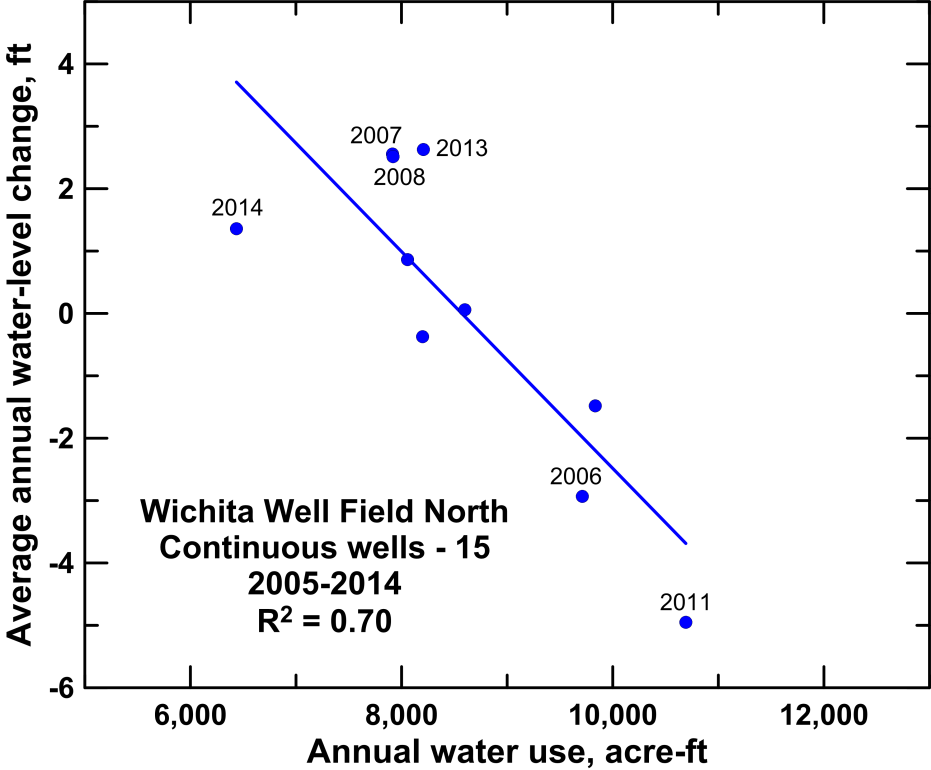 Average annual water-level change, ft
4
2
0
-2
-4
-6
2007
2013
2008
2014
2006
2011
Wichita Well Field North
Continuous wells - 15
2005-2014
R² = 0.70
6,000 8,000 10,000 12,000
Annual water use, acre-ft